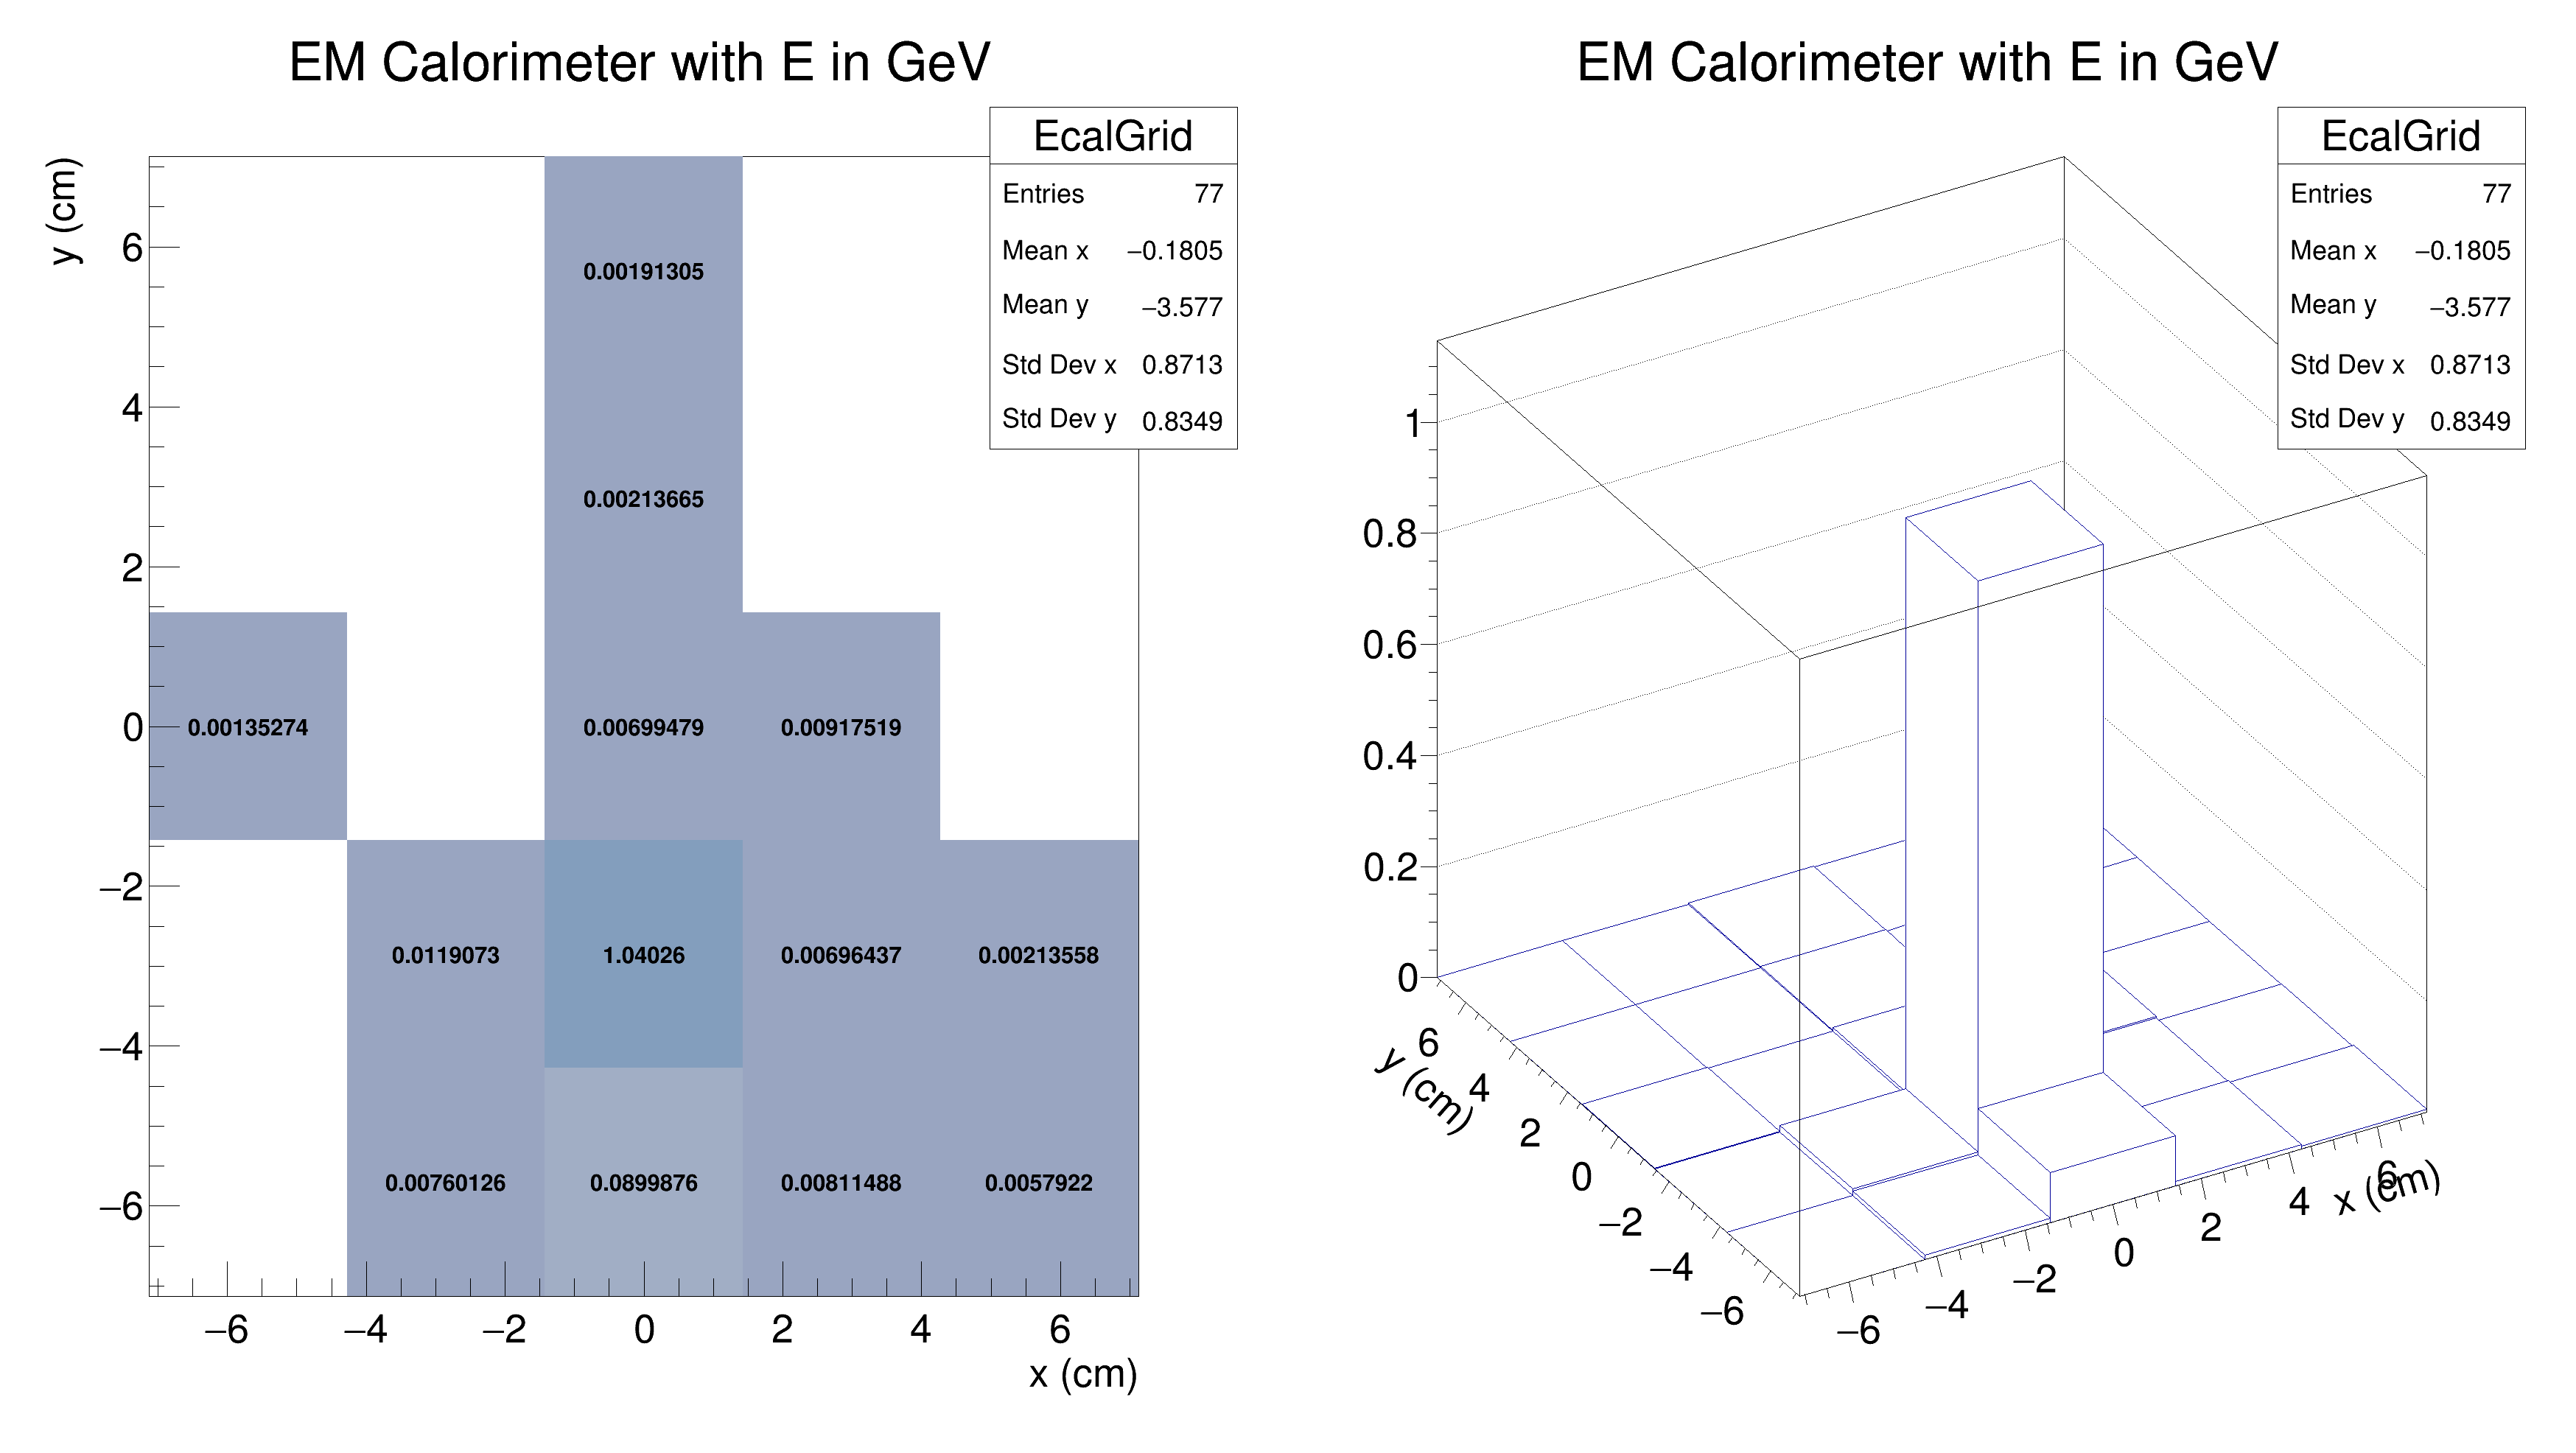 EM Calorimeter with E in GeV
EcalGrid
Entries 77
Mean x −0.1805
Mean y −3.577
Std Dev x 0.8713
Std Dev y 0.8349
y (cm)
6
4
2
0
−2
−4
−6
0.00191305
0.00213665
0.00135274 0.00699479 0.00917519
0.0119073 1.04026 0.00696437 0.00213558
0.00760126 0.0899876 0.00811488 0.0057922
−6 −4 −2 0 2 4 6
x (cm)
EM Calorimeter with E in GeV
EcalGrid
Entries 77
Mean x −0.1805
Mean y −3.577
Std Dev x 0.8713
Std Dev y 0.8349
1
0.8
0.6
0.4
0.2
0
6
4
2
0
−2
−4
−6
y (cm)
−6
−4
−2
0
2
4
6
x (cm)